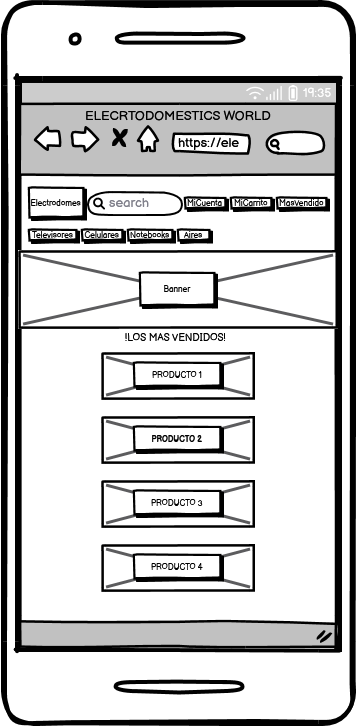 19:35
ELECRTODOMESTICS WORLD
https://ele
Electrodomes search MiCuenta MiCarrito MasVendido
Televisores Celulares Notebooks Aires
Banner
!LOS MAS VENDIDOS!
PRODUCTO 1
PRODUCTO 2
PRODUCTO 3
PRODUCTO 4